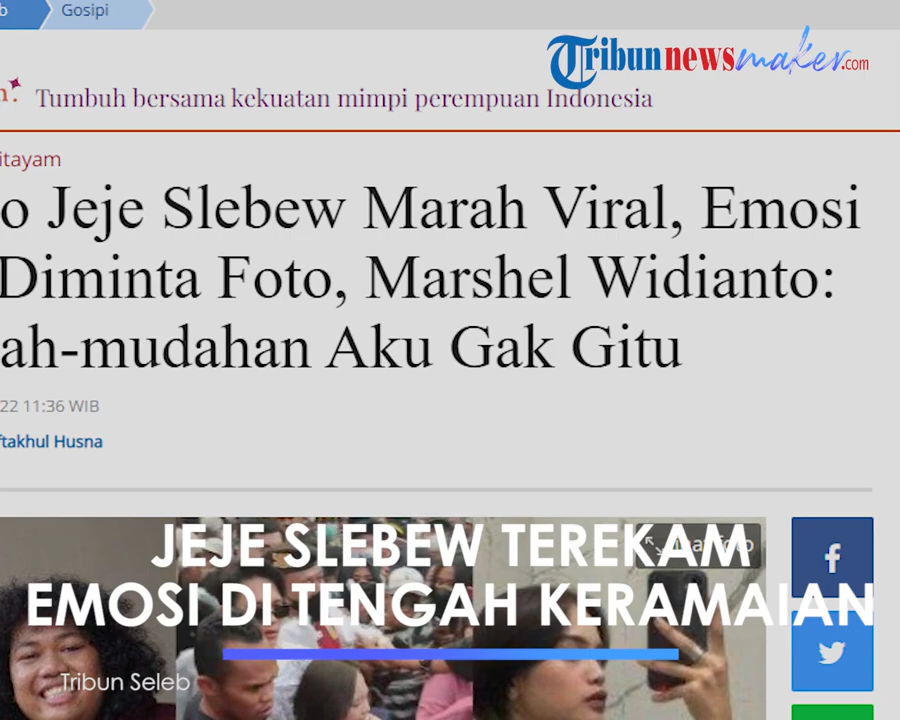 Gosipi
Tribunnewsmaker.com
Tumbuh bersama kekuatan mimpi perempuan Indonesia
itayam
o Jeje Slebew Marah Viral, Emosi
Diminta Foto, Marshel Widianto:
ah-mudahan Aku Gak Gitu
22 11:36 WIB
ftakhul Husna
JEJE SLEBEW TEREKAM
EMOSI DI TENGAH KERAMAIAN
Tribun Seleb